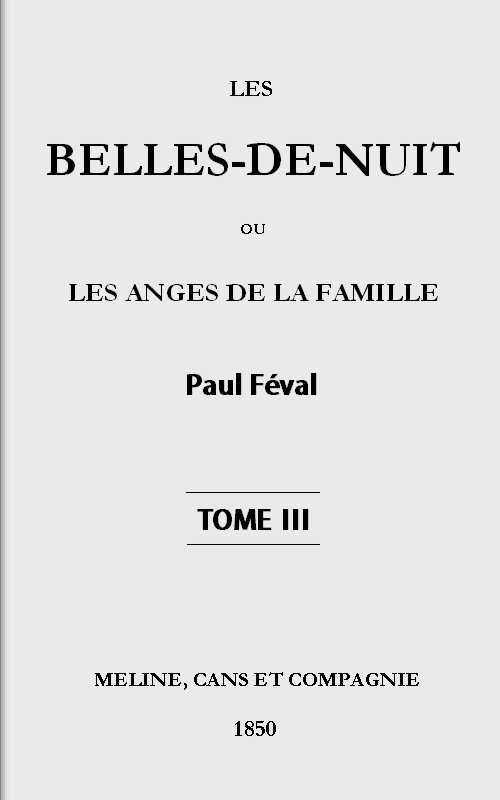 LES
BELLES-DE-NUIT
OU
LES ANGES DE LA FAMILLE
Paul Féval
TOME III
MELINE, CANS ET COMPAGNIE
1850